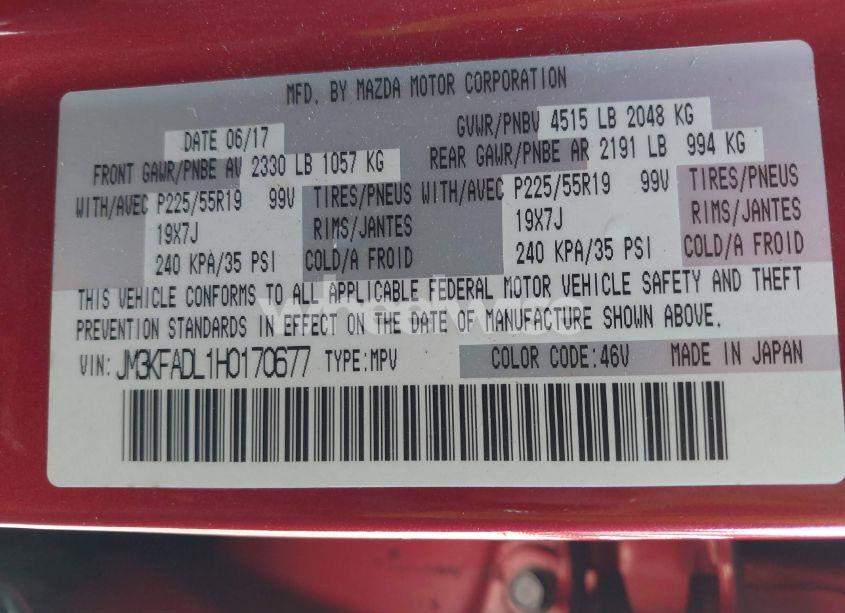 MFD. BY MAZDA MOTOR CORPORATION
DATE 06/17 GVWR/PNBV 4515 LB 2048 KG
FRONT GAWR/PNBE AV 2330 LB 1057 KG REAR GAWR/PNBE AR 2191 LB 994 KG
WITH/AVEC P225/55R19 99V TIRES/PNEUS WITH/AVEC P225/55R19 99V TIRES/PNEUS
19X7J RIMS/JANTES 19X7J RIMS/JANTES
240 KPA/35 PSI COLD/A FROID 240 KPA/35 PSI COLD/A FROID
THIS VEHICLE CONFORMS TO ALL APPLICABLE FEDERAL MOTOR VEHICLE SAFETY AND THEFT
PREVENTION STANDARDS IN EFFECT ON THE DATE OF MANUFACTURE SHOWN ABOVE.
VIN: JM3KFADL1H0170677 TYPE:MPV COLOR CODE:46V MADE IN JAPAN